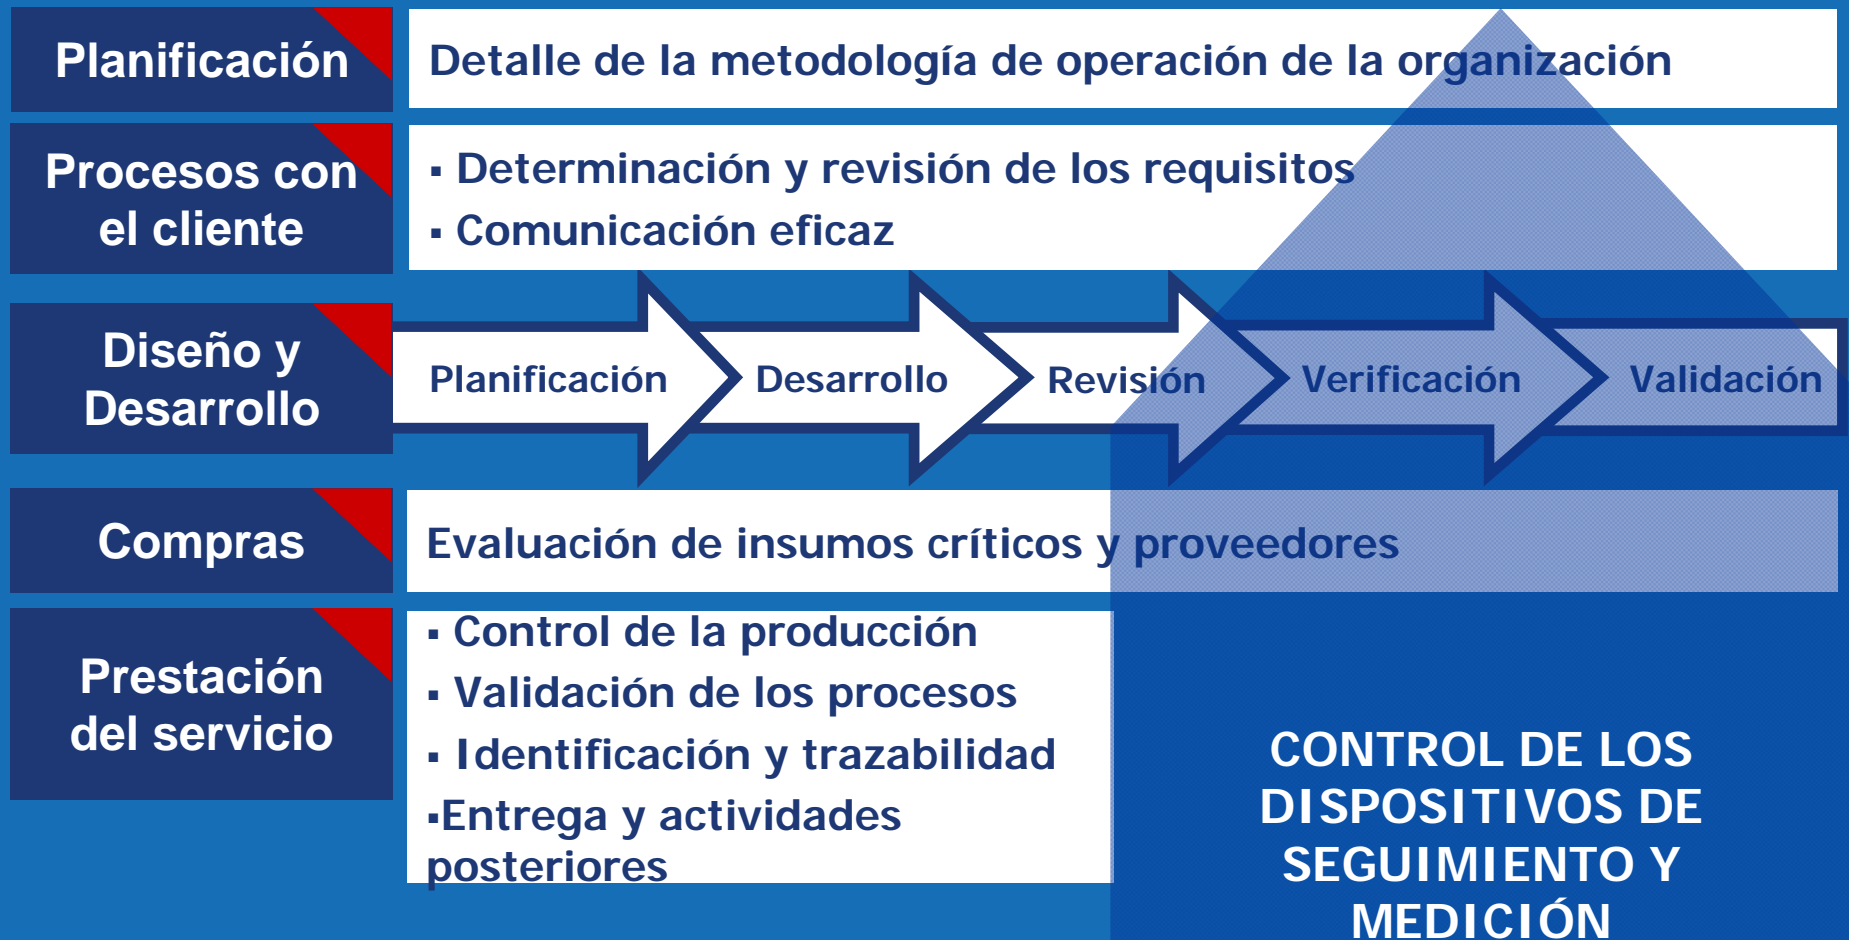 Planificación
Detalle de la metodología de operación de la organización
Procesos con
el cliente
▪ Determinación y revisión de los requisitos
▪ Comunicación eficaz
Diseño y
Desarrollo
Planificación
Desarrollo
Revisión
Verificación
Validación
Compras
Evaluación de insumos críticos y proveedores
Prestación
del servicio
▪ Control de la producción
▪ Validación de los procesos
▪ Identificación y trazabilidad
▪Entrega y actividades
posteriores
CONTROL DE LOS
DISPOSITIVOS DE
SEGUIMIENTO Y
MEDICIÓN